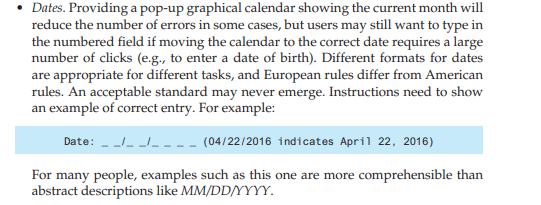 • Dates. Providing a pop-up graphical calendar showing the current month will
reduce the number of errors in some cases, but users may still want to type in
the numbered field if moving the calendar to the correct date requires a large
number of clicks (e.g., to enter a date of birth). Different formats for dates
are appropriate for different tasks, and European rules differ from American
rules. An acceptable standard may never emerge. Instructions need to show
an example of correct entry. For example:
Date: _ _/_ _/_ _ _ _ (04/22/2016 indicates April 22, 2016)
For many people, examples such as this one are more comprehensible than
abstract descriptions like MM/DD/YYYY.